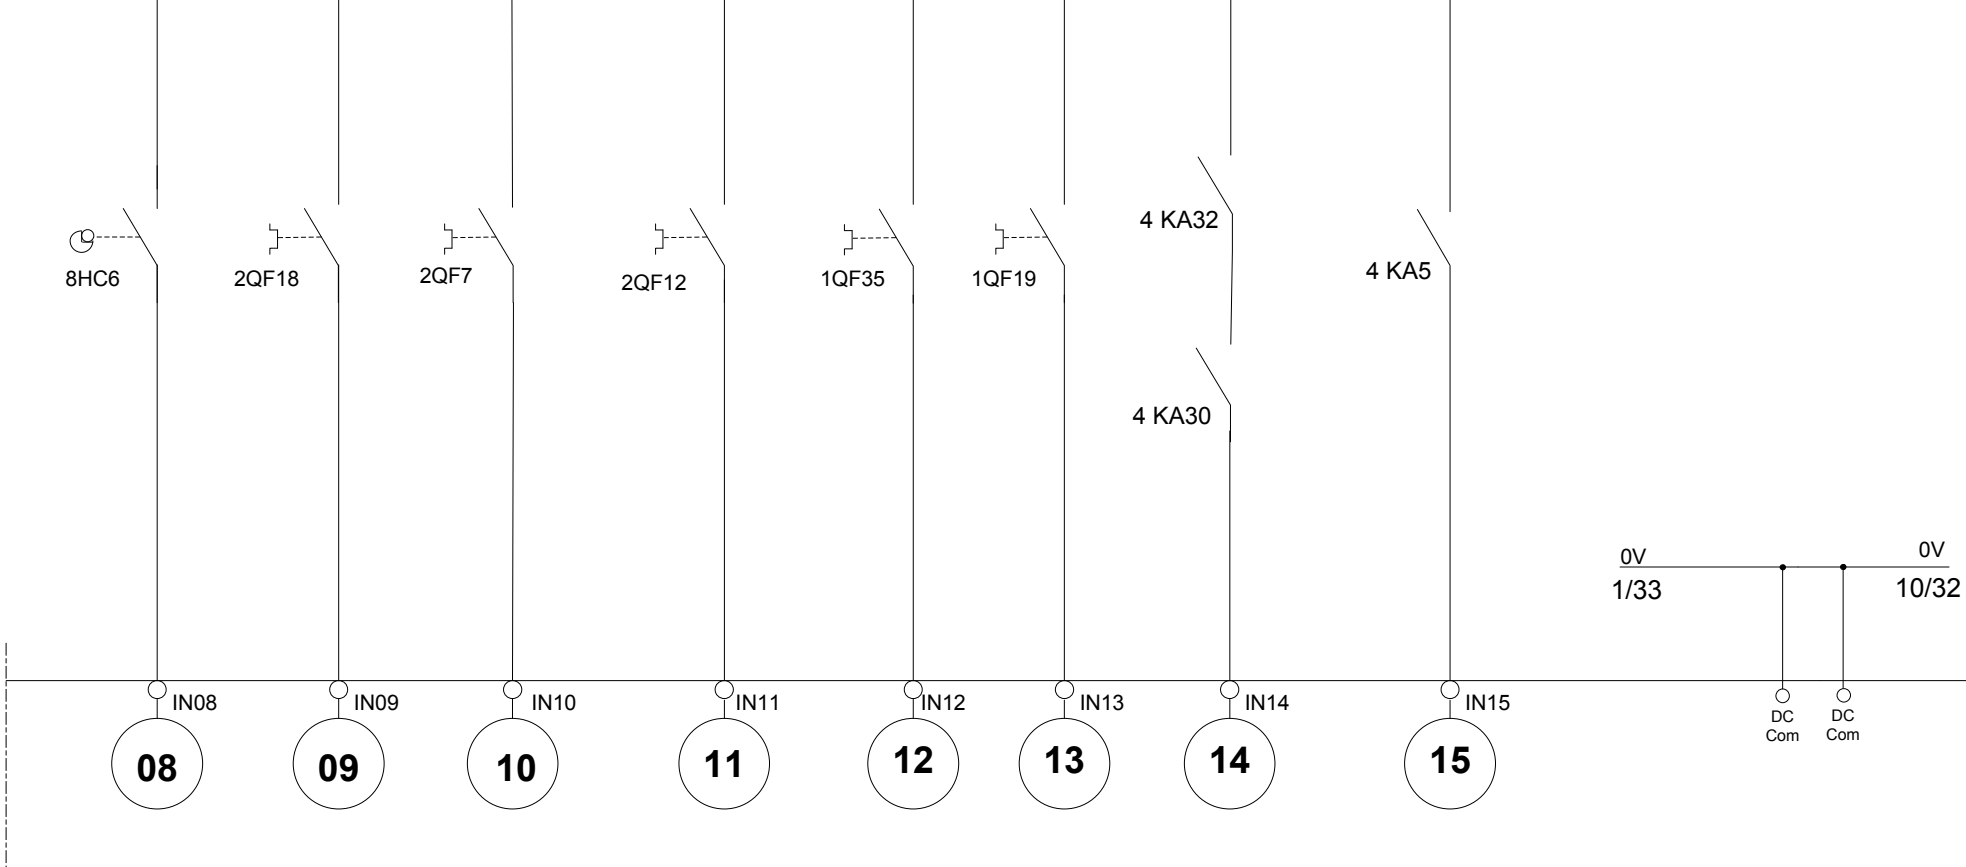 4 KA32
8HC6
2QF18
2QF7
2QF12
1QF35
1QF19
4 KA5
4 KA30
0V
0V
1/33
10/32
IN08
IN09
IN10
IN11
IN12
IN13
IN14
IN15
DC
Com
DC
Com
08
09
10
11
12
13
14
15